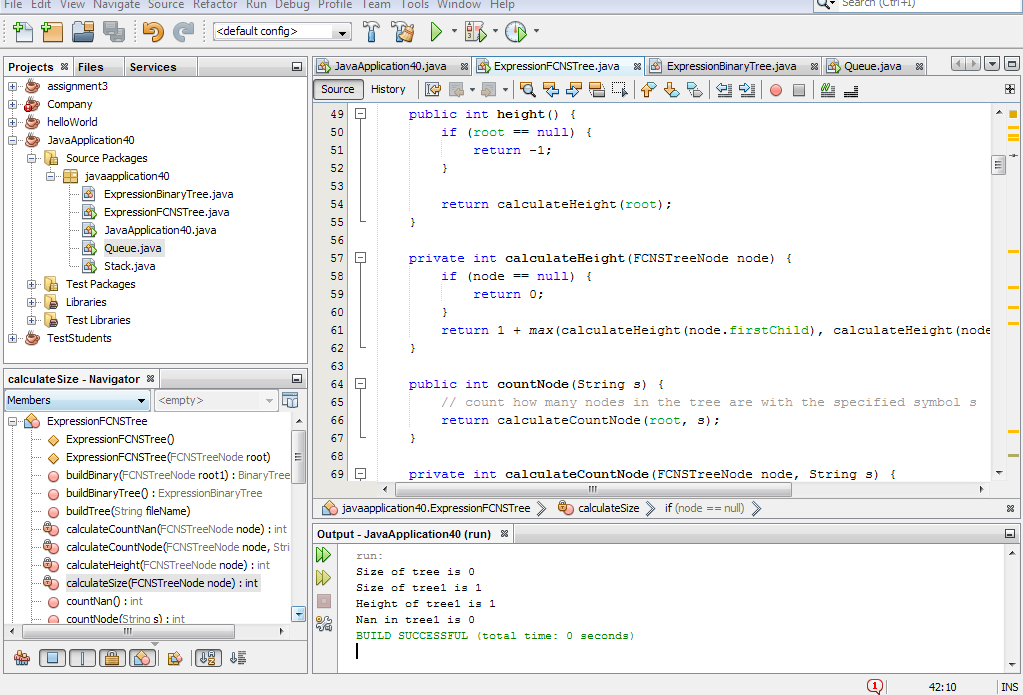 File Edit View Navigate Source Refactor Run Debug Profile Team Tools Window Help
Search (Ctrl+I)
<default config>
Projects Files Services
assignment3
Company
helloWorld
JavaApplication40
Source Packages
javaapplication40
ExpressionBinaryTree.java
ExpressionFCNSTree.java
JavaApplication40.java
Queue.java
Stack.java
Test Packages
Libraries
Test Libraries
TestStudents
calculateSize - Navigator
Members <empty>
ExpressionFCNSTree
ExpressionFCNSTree()
ExpressionFCNSTree(FCNSTreeNode root)
buildBinary(FCNSTreeNode root1) : BinaryTree
buildBinaryTree() : ExpressionBinaryTree
buildTree(String fileName)
calculateCountNan(FCNSTreeNode node) : int
calculateCountNode(FCNSTreeNode node, Stri
calculateHeight(FCNSTreeNode node) : int
calculateSize(FCNSTreeNode node) : int
countNan() : int
countNode(String s) : int
JavaApplication40.java ExpressionFCNSTree.java ExpressionBinaryTree.java Queue.java
Source History
49 public int height() {
50 if (root == null) {
51 return -1;
52 }
53
54 return calculateHeight(root);
55 }
56
57 private int calculateHeight(FCNSTreeNode node) {
58 if (node == null) {
59 return 0;
60 }
61 return 1 + max(calculateHeight(node.firstChild), calculateHeight(node
62 }
63
64 public int countNode(String s) {
65 // count how many nodes in the tree are with the specified symbol s
66 return calculateCountNode(root, s);
67 }
68
69 private int calculateCountNode(FCNSTreeNode node, String s) {
javaapplication40.ExpressionFCNSTree calculateSize if (node == null)
Output - JavaApplication40 (run)
run:
Size of tree is 0
Size of tree1 is 1
Height of tree1 is 1
Nan in tree1 is 0
BUILD SUCCESSFUL (total time: 0 seconds)
1 42:10 INS